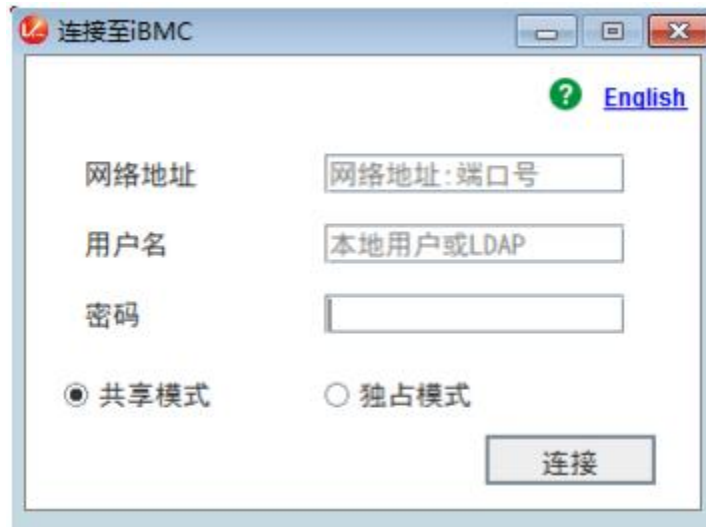 连接至iBMC
English
网络地址 网络地址:端口号
用户名 本地用户或LDAP
密码
共享模式 独占模式
连接